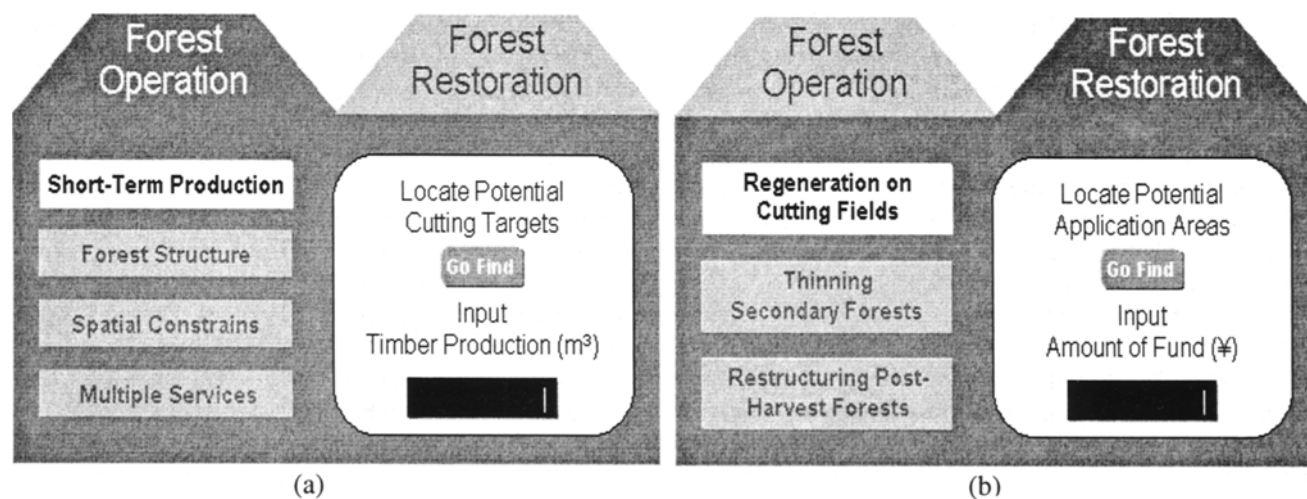 Forest
Operation
Forest
Restoration
Short-Term Production
Forest Structure
Spatial Constrains
Multiple Services
Locate Potential
Cutting Targets
Go Find
Input
Timber Production (m³)
(a)
Forest
Operation
Forest
Restoration
Regeneration on
Cutting Fields
Thinning
Secondary Forests
Restructuring Post-
Harvest Forests
Locate Potential
Application Areas
Go Find
Input
Amount of Fund (¥)
(b)